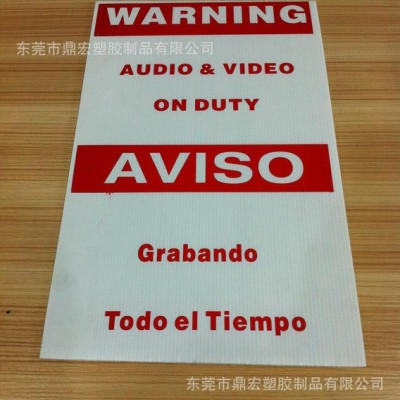 WARNING
东莞市鼎宏塑胶制品有限公司
AUDIO & VIDEO
ON DUTY
AVISO
Grabando
Todo el Tiempo
东莞市鼎宏塑胶制品有限公司